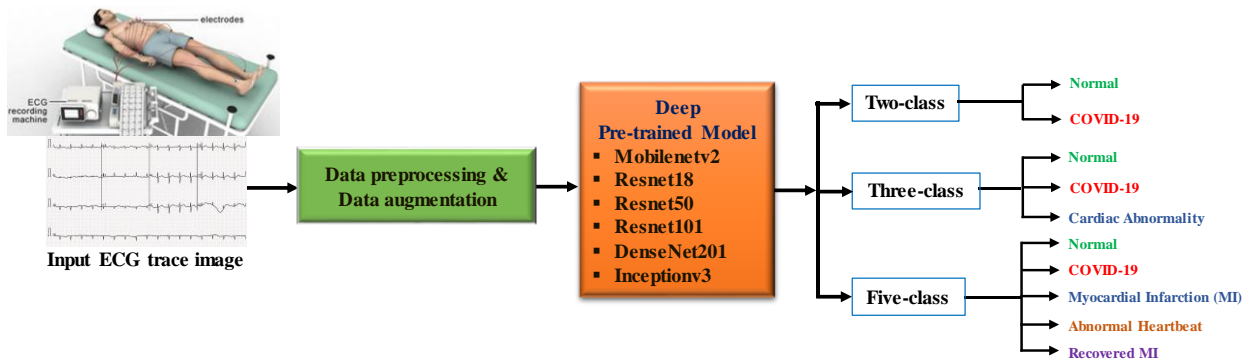 electrodes
ECG
recording
machine
Input ECG trace image
Data preprocessing &
Data augmentation
Deep
Pre-trained Model
▪ Mobilenetv2
▪ Resnet18
▪ Resnet50
▪ Resnet101
▪ DenseNet201
▪ Inceptionv3
Two-class
Normal
COVID-19
Three-class
Normal
COVID-19
Cardiac Abnormality
Five-class
Normal
COVID-19
Myocardial Infarction (MI)
Abnormal Heartbeat
Recovered MI